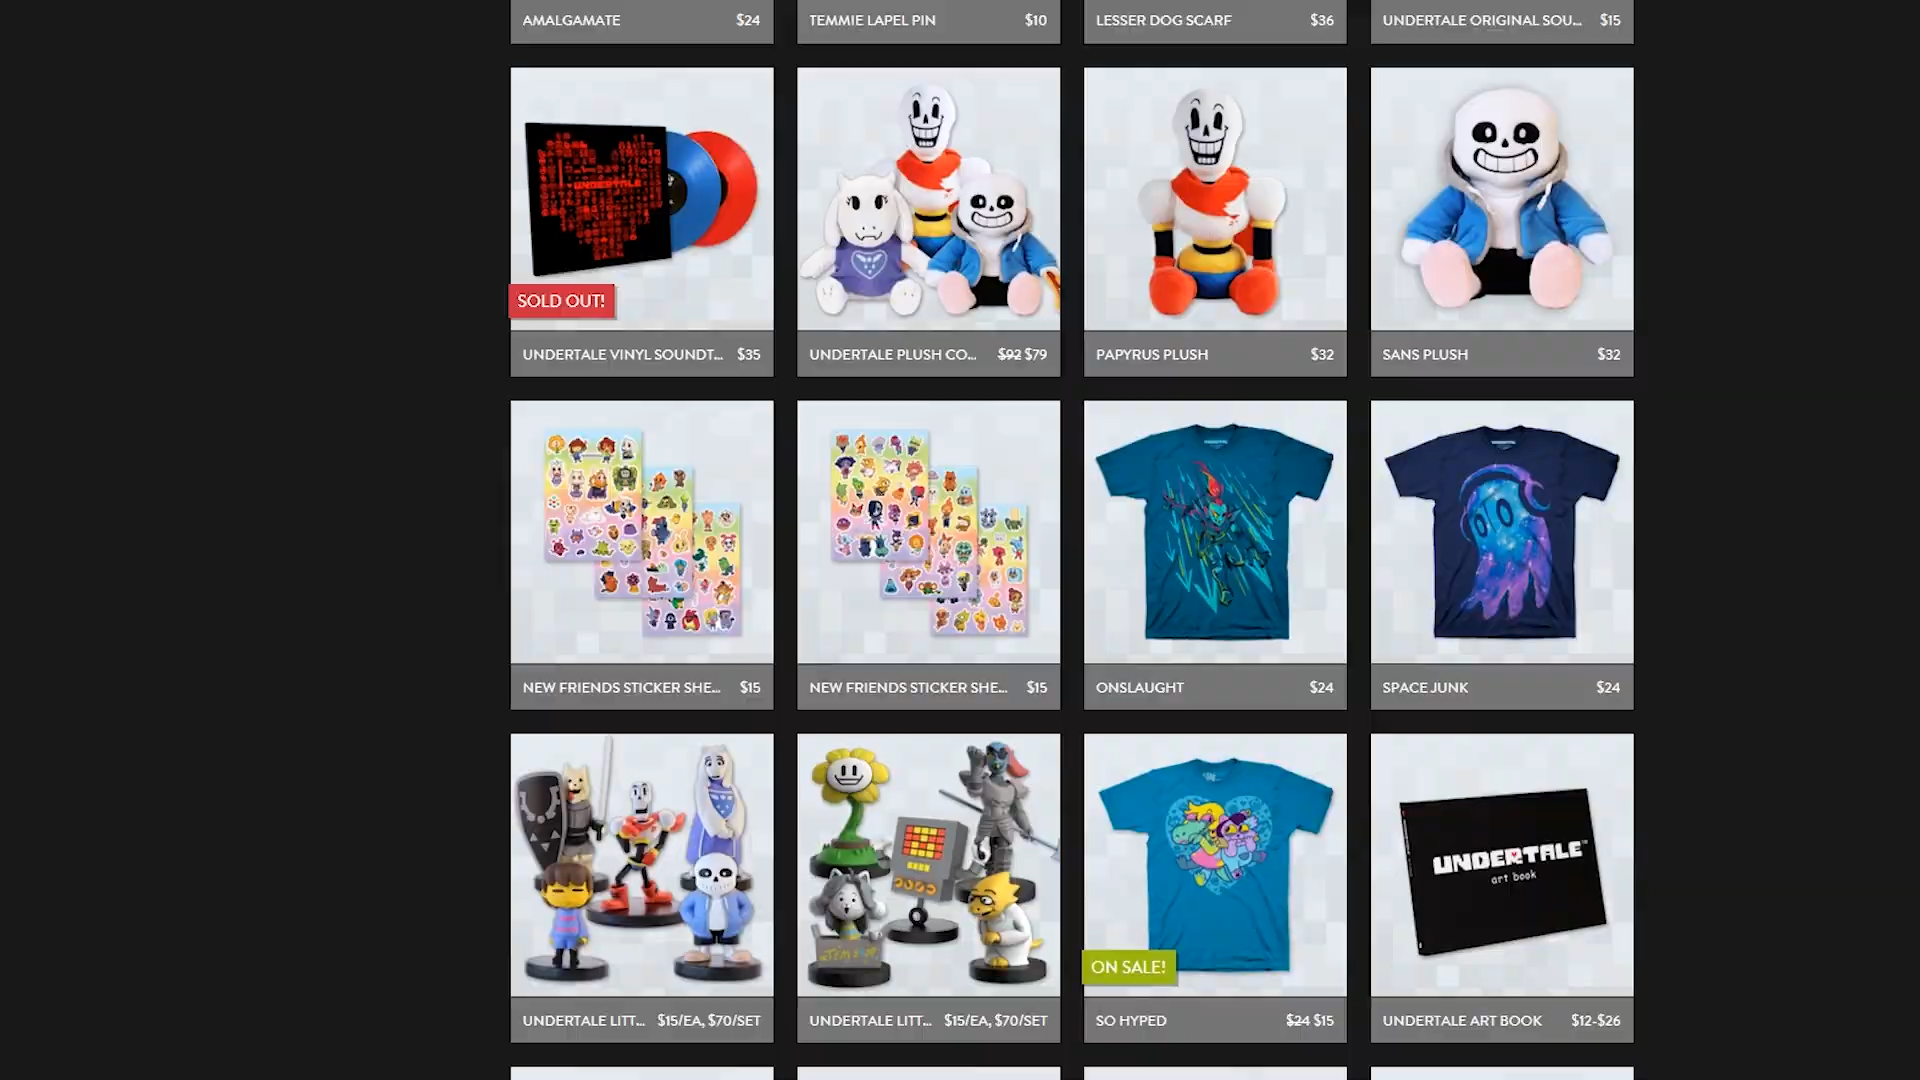 AMALGAMATE $24
TEMMIE LAPEL PIN $10
LESSER DOG SCARF $36
UNDERTALE ORIGINAL SOU... $15
UNDERTALE
SOLD OUT!
UNDERTALE VINYL SOUNDT... $35
UNDERTALE PLUSH CO... $92 $79
PAPYRUS PLUSH $32
SANS PLUSH $32
NEW FRIENDS STICKER SHE... $15
NEW FRIENDS STICKER SHE... $15
ONSLAUGHT $24
SPACE JUNK $24
UNDERTALE
art book
ON SALE!
UNDERTALE LITT... $15/EA, $70/SET
UNDERTALE LITT... $15/EA, $70/SET
SO HYPED $24 $15
UNDERTALE ART BOOK $12-$26